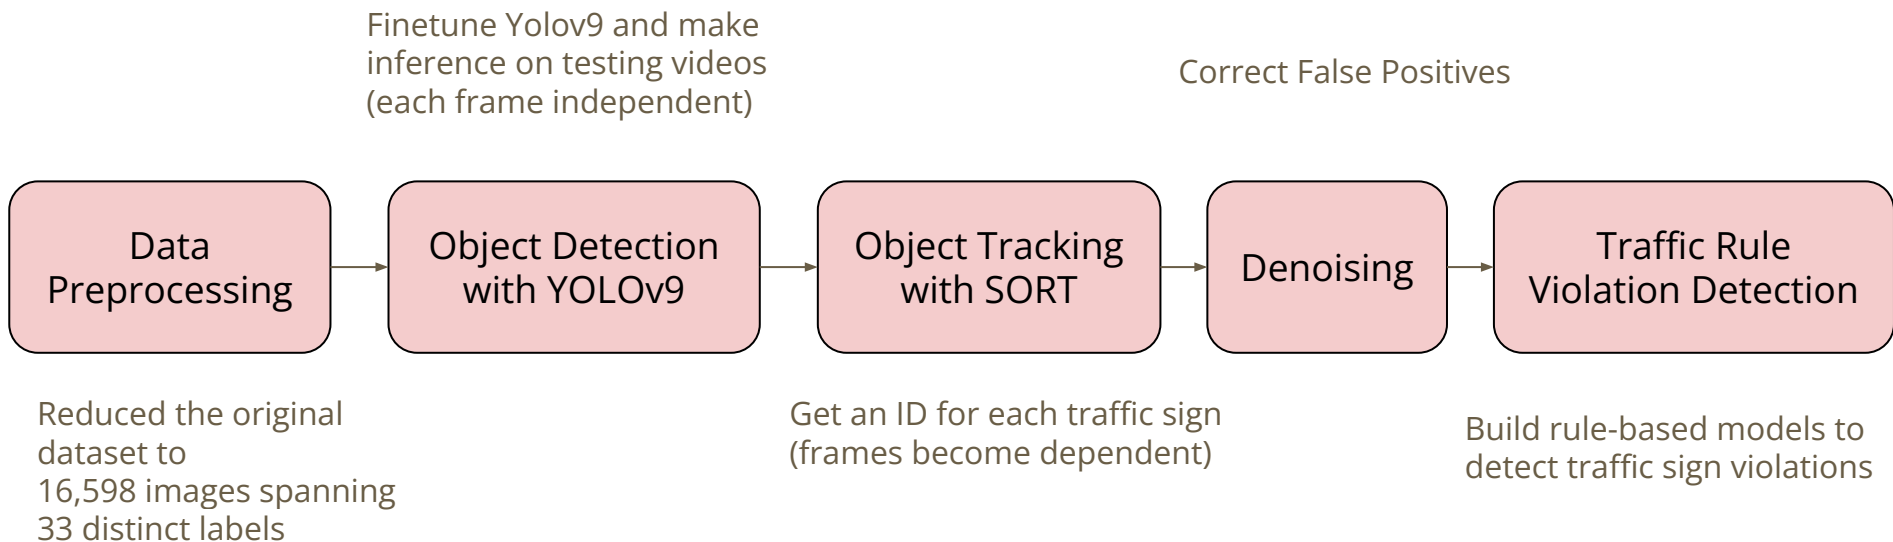 Finetune Yolov9 and make
inference on testing videos
(each frame independent)
Correct False Positives
Data
Preprocessing
Object Detection
with YOLOv9
Object Tracking
with SORT
Denoising
Traffic Rule
Violation Detection
Reduced the original
dataset to
16,598 images spanning
33 distinct labels
Get an ID for each traffic sign
(frames become dependent)
Build rule-based models to
detect traffic sign violations